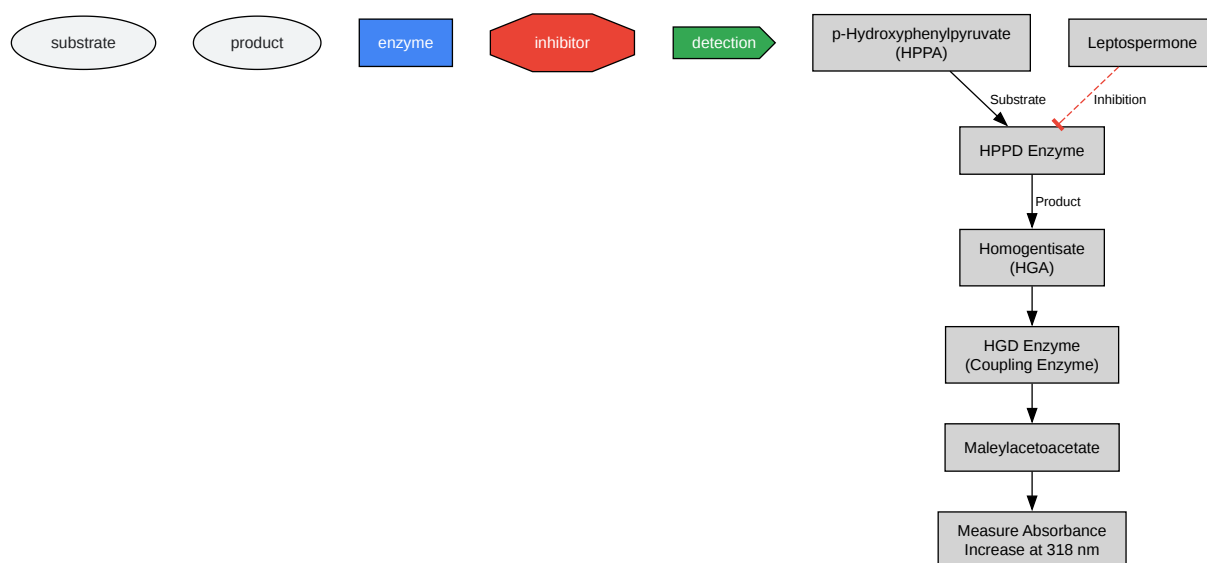 substrate
product
enzyme
inhibitor
detection
p-Hydroxyphenylpyruvate
(HPPA)
Leptospermone
Substrate
Inhibition
HPPD Enzyme
Product
Homogentisate
(HGA)
HGD Enzyme
(Coupling Enzyme)
Maleylacetoacetate
Measure Absorbance
Increase at 318 nm